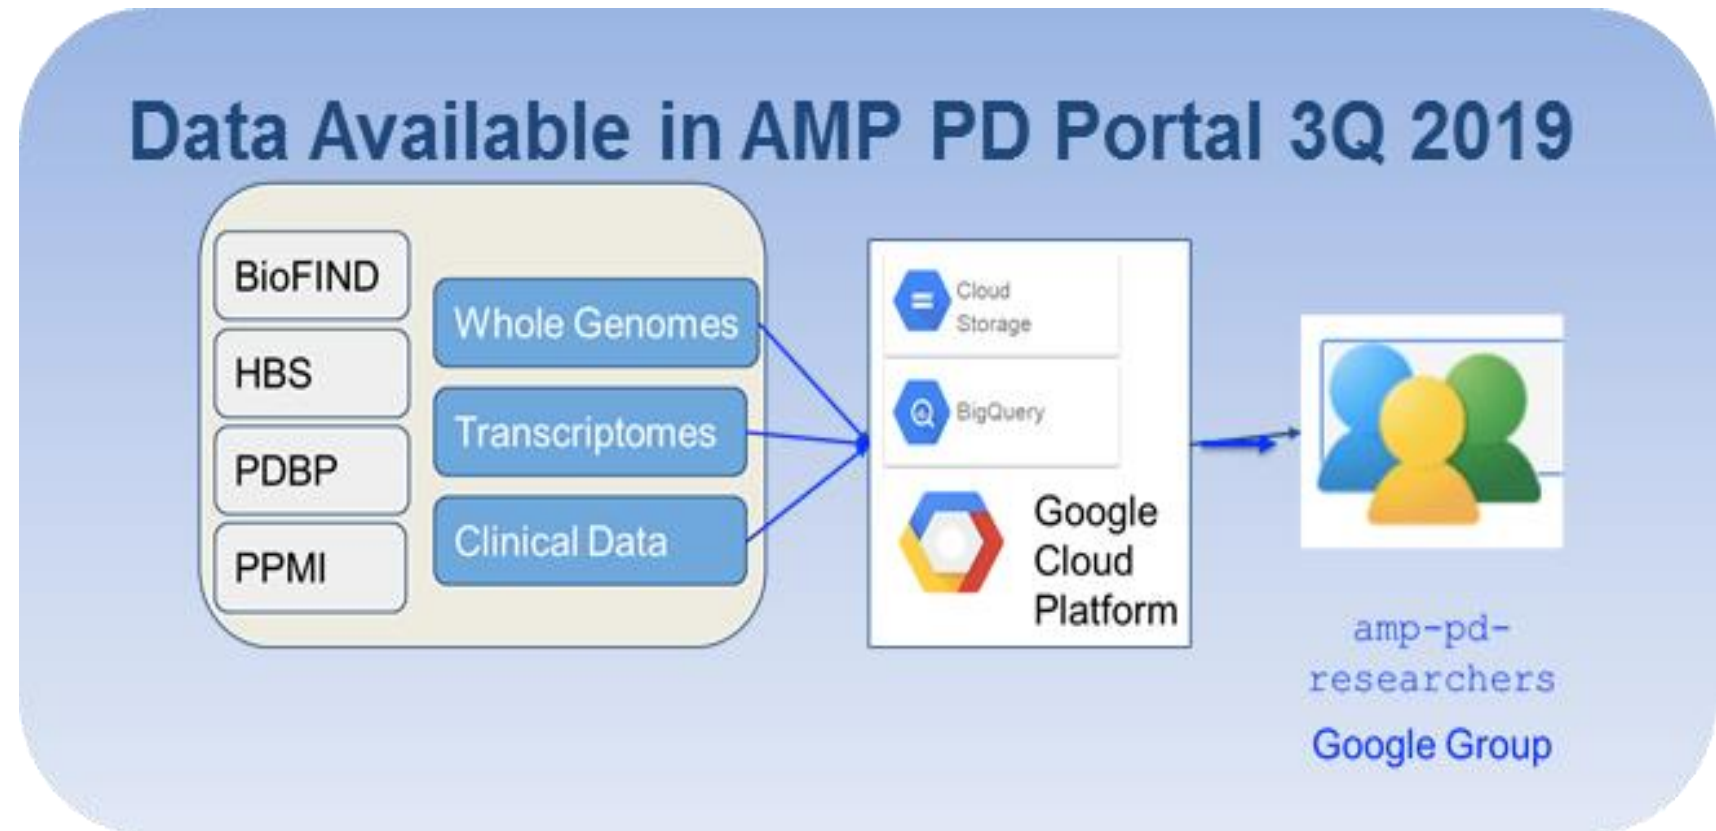 Data Available in AMP PD Portal 3Q 2019
BioFIND
HBS
PDBP
PPMI
Whole Genomes
Transcriptomes
Clinical Data
Cloud
Storage
BigQuery
Google
Cloud
Platform
amp-pd-
researchers
Google Group